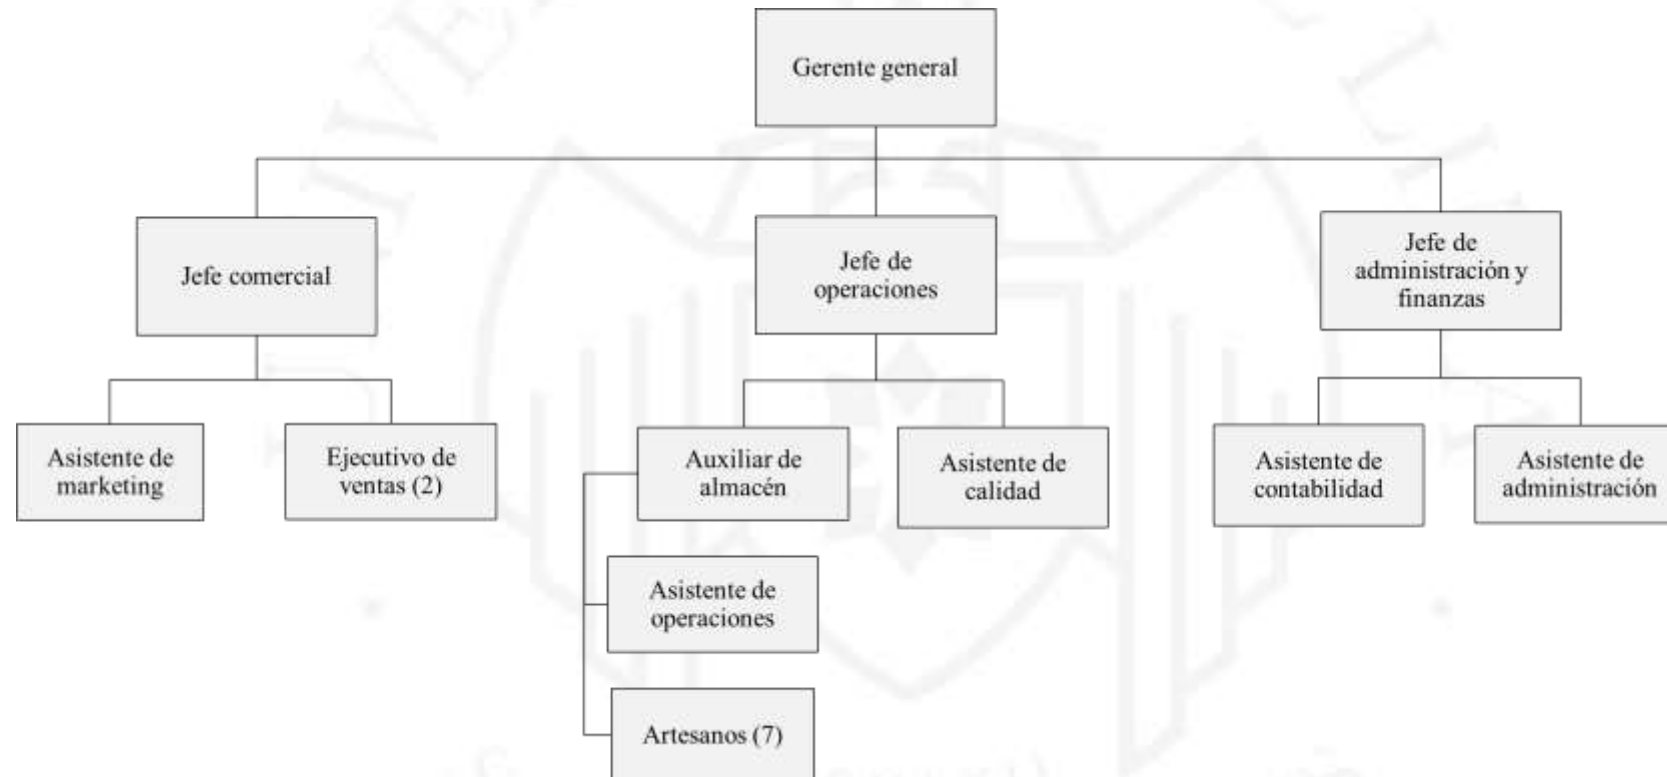 Gerente general
Jefe comercial
Jefe de
operaciones
Jefe de
administración y
finanzas
Asistente de
marketing
Ejecutivo de
ventas (2)
Auxiliar de
almacén
Asistente de
calidad
Asistente de
contabilidad
Asistente de
administración
Asistente de
operaciones
Artesanos (7)